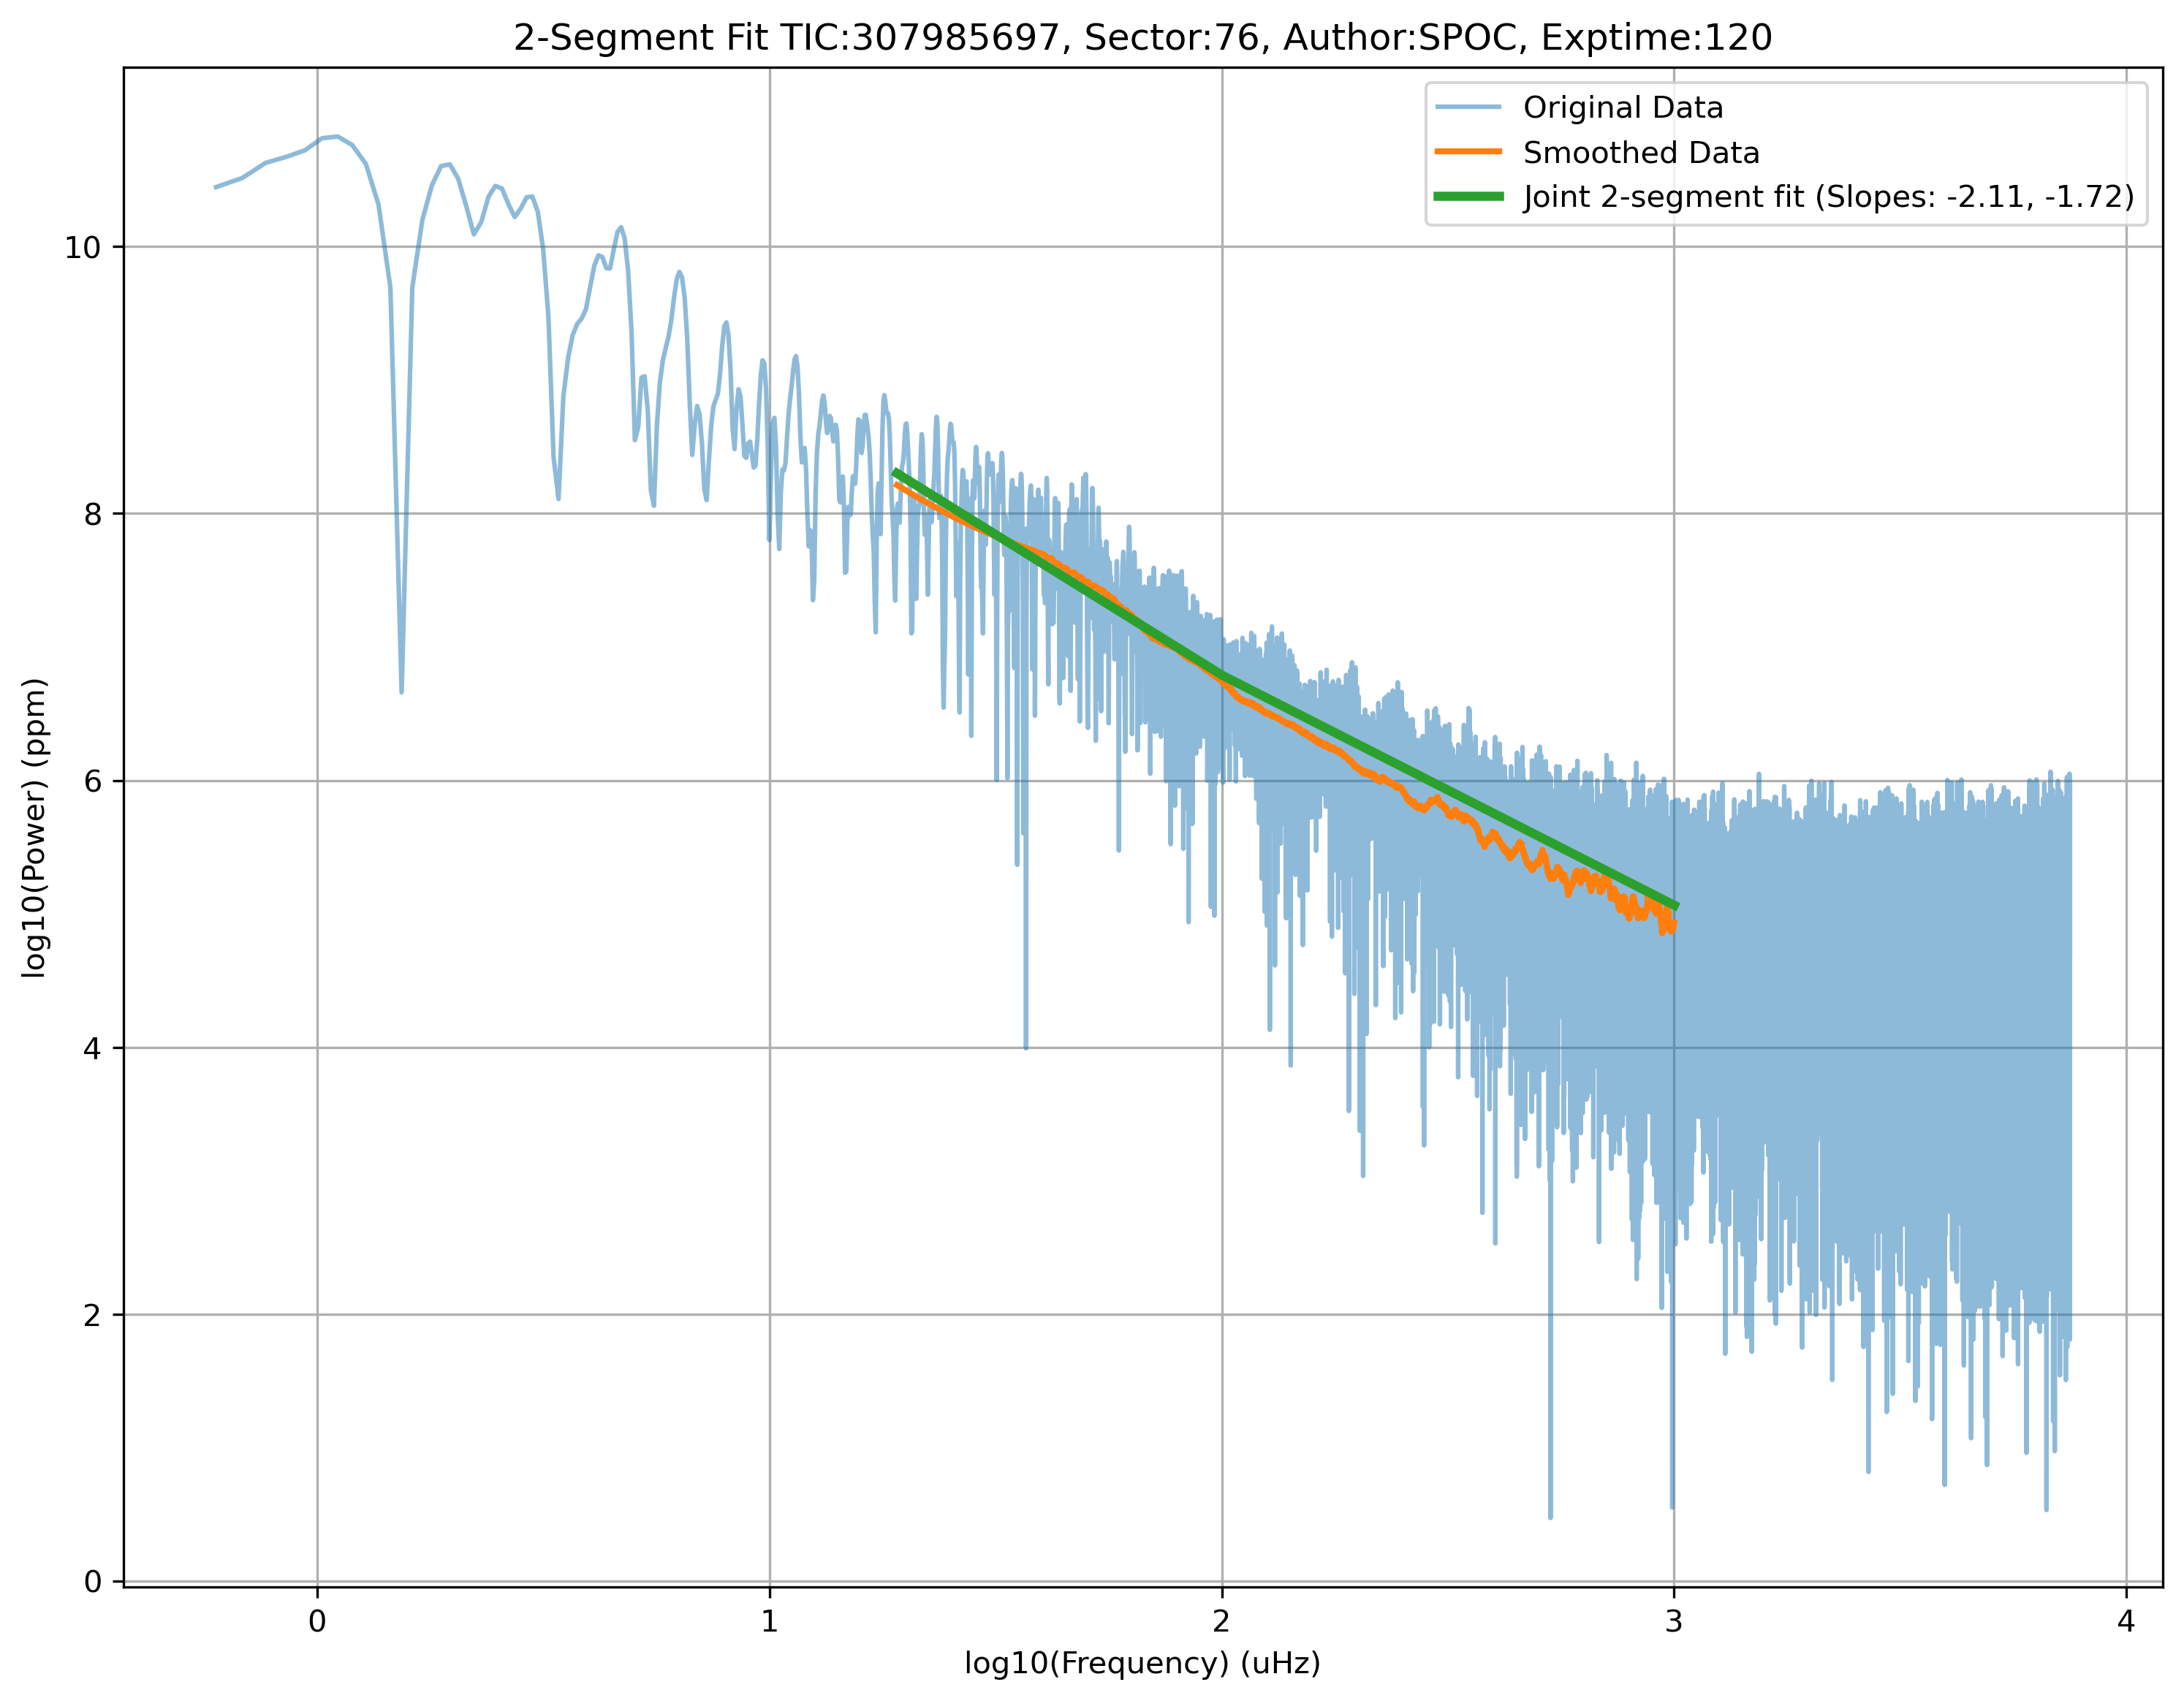 2-Segment Fit TIC:307985697, Sector:76, Author:SPOC, Exptime:120
Original Data
Smoothed Data
Joint 2-segment fit (Slopes: -2.11, -1.72)
log10(Power) (ppm)
10
8
6
4
2
0
0 1 2 3 4
log10(Frequency) (uHz)